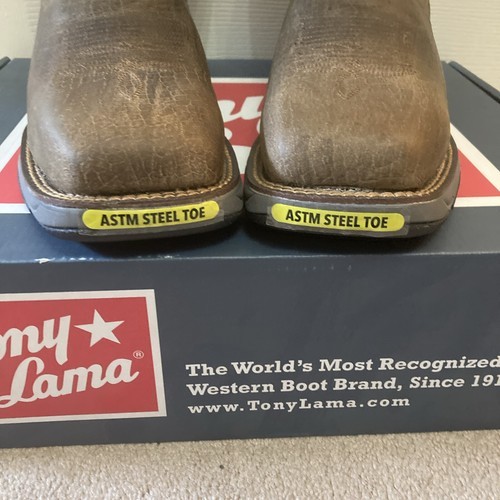 ASTM STEEL TOE
ASTM STEEL TOE
Lama
The World's Most Recognized
Western Boot Brand, Since
www.TonyLama.com